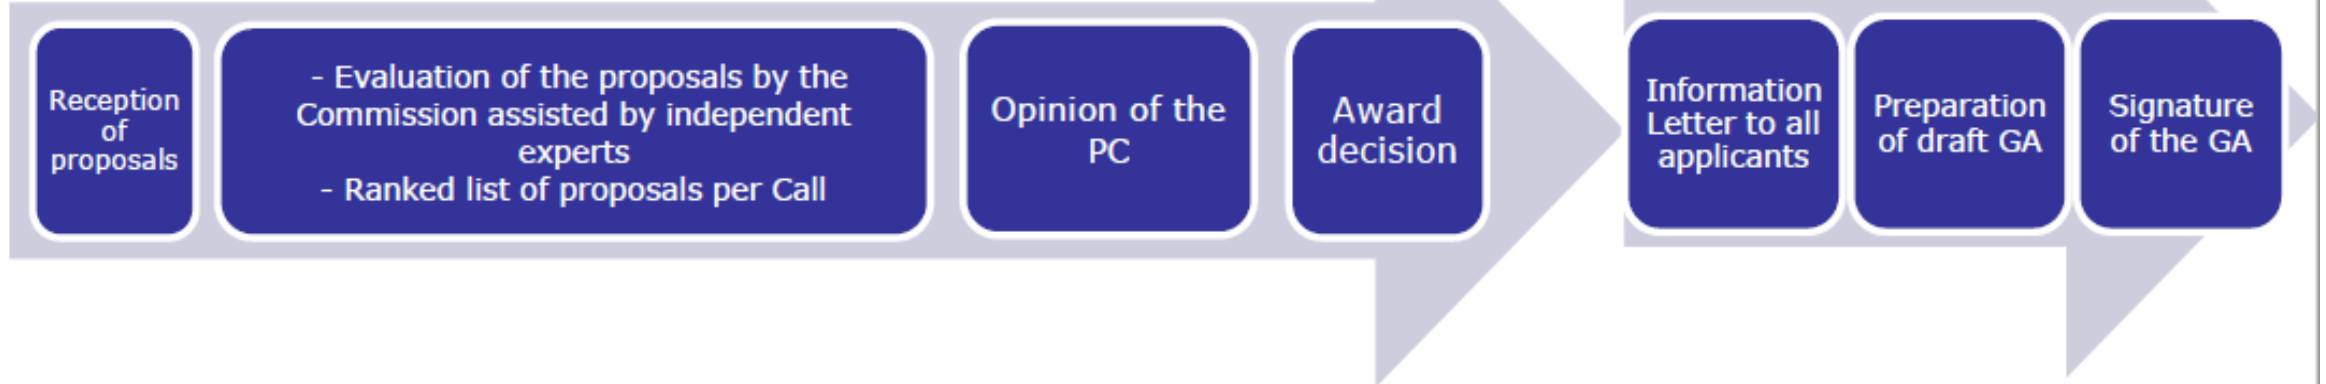 Reception
of
proposals
- Evaluation of the proposals by the
Commission assisted by independent
experts
- Ranked list of proposals per Call
Opinion of the
PC
Award
decision
Information
Letter to all
applicants
Preparation
of draft GA
Signature
of the GA